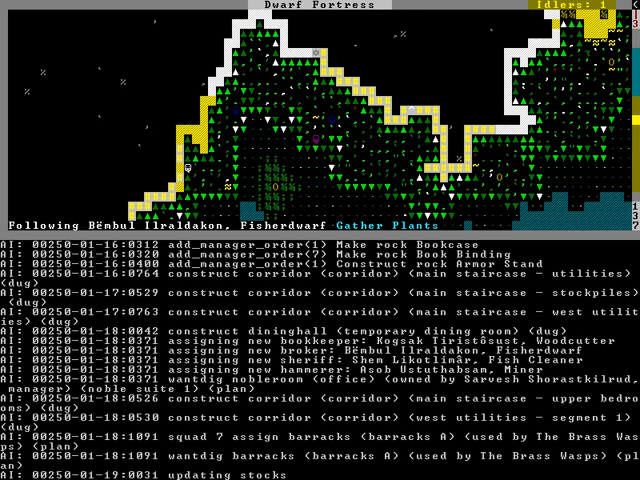 Dwarf Fortress
Idlers: 1
137
Following Bëmbul Ilraldakon, Fisherdwarf Gather Plants
AI: 00250-01-16:0312 add_manager_order(1) Make rock Bookcase
AI: 00250-01-16:0320 add_manager_order(7) Make rock Book Binding
AI: 00250-01-16:0400 add_manager_order(1) Construct rock Armor Stand
AI: 00250-01-16:0764 construct corridor (corridor) (main staircase - utilities)
(dug)
AI: 00250-01-17:0529 construct corridor (corridor) (main staircase - stockpiles)
(dug)
AI: 00250-01-17:0763 construct corridor (corridor) (main staircase - west utilit
ies) (dug)
AI: 00250-01-18:0042 construct dininghall (temporary dining room) (dug)
AI: 00250-01-18:0371 assigning new bookkeeper: Kogsak Tiristôsust, Woodcutter
AI: 00250-01-18:0371 assigning new broker: Bëmbul Ilraldakon, Fisherdwarf
AI: 00250-01-18:0371 assigning new sheriff: Shem Likotlimâr, Fish Cleaner
AI: 00250-01-18:0371 assigning new hammerer: Asob Ustuthabsam, Miner
AI: 00250-01-18:0371 wantdig nobleroom (office) (owned by Sarvesh Shorastkilrud,
manager) (noble suite 1) (plan)
AI: 00250-01-18:0526 construct corridor (corridor) (main staircase - upper bedro
oms) (dug)
AI: 00250-01-18:0530 construct corridor (corridor) (west utilities - segment 1)
(dug)
AI: 00250-01-18:1091 squad 7 assign barracks (barracks A) (used by The Brass Was
ps) (plan)
AI: 00250-01-18:1091 wantdig barracks (barracks A) (used by The Brass Wasps) (pl
an)
AI: 00250-01-19:0031 updating stocks